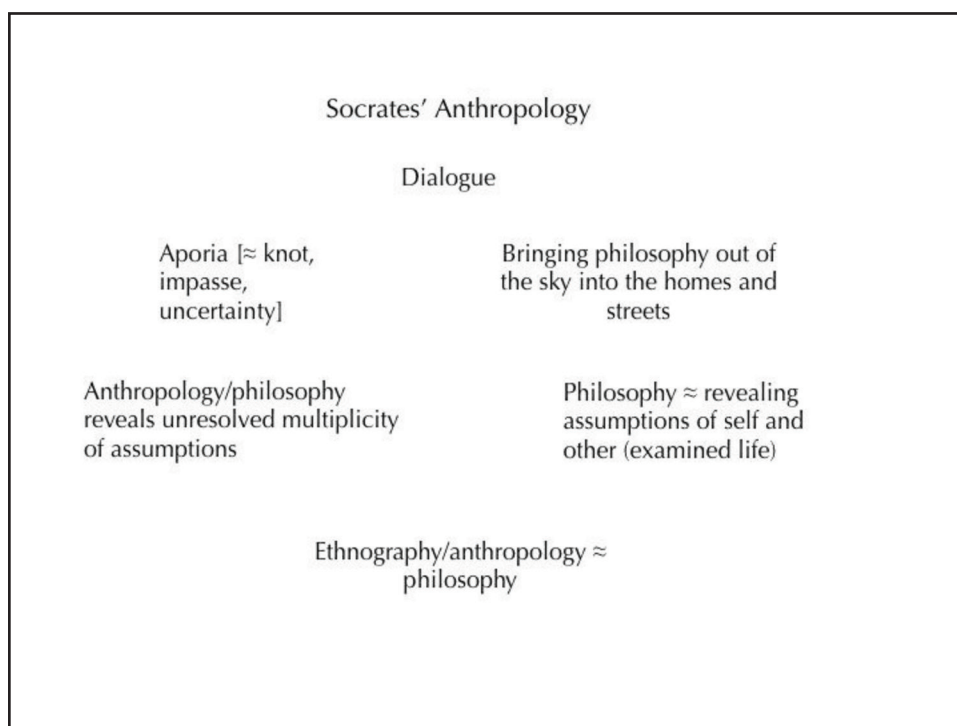 Socrates’ Anthropology
Dialogue
Aporia [≈ knot,
impasse,
uncertainty]
Bringing philosophy out of
the sky into the homes and
streets
Anthropology/philosophy
reveals unresolved multiplicity
of assumptions
Philosophy ≈ revealing
assumptions of self and
other (examined life)
Ethnography/anthropology ≈
philosophy